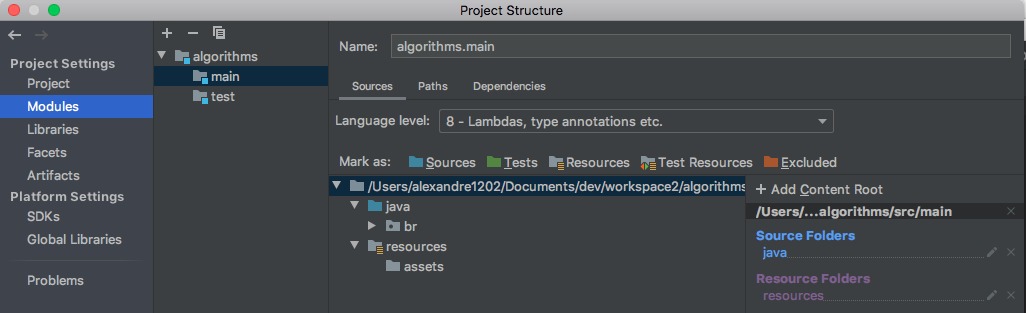 Project Structure
Project Settings
Project
Modules
Libraries
Facets
Artifacts
Platform Settings
SDKs
Global Libraries
Problems
algorithms
main
test
Name: algorithms.main
Sources Paths Dependencies
Language level: 8 - Lambdas, type annotations etc.
Mark as: Sources Tests Resources Test Resources Excluded
/Users/alexandre1202/Documents/dev/workspace2/algorithms
java
br
resources
assets
+ Add Content Root
/Users/...algorithms/src/main
Source Folders
java
Resource Folders
resources